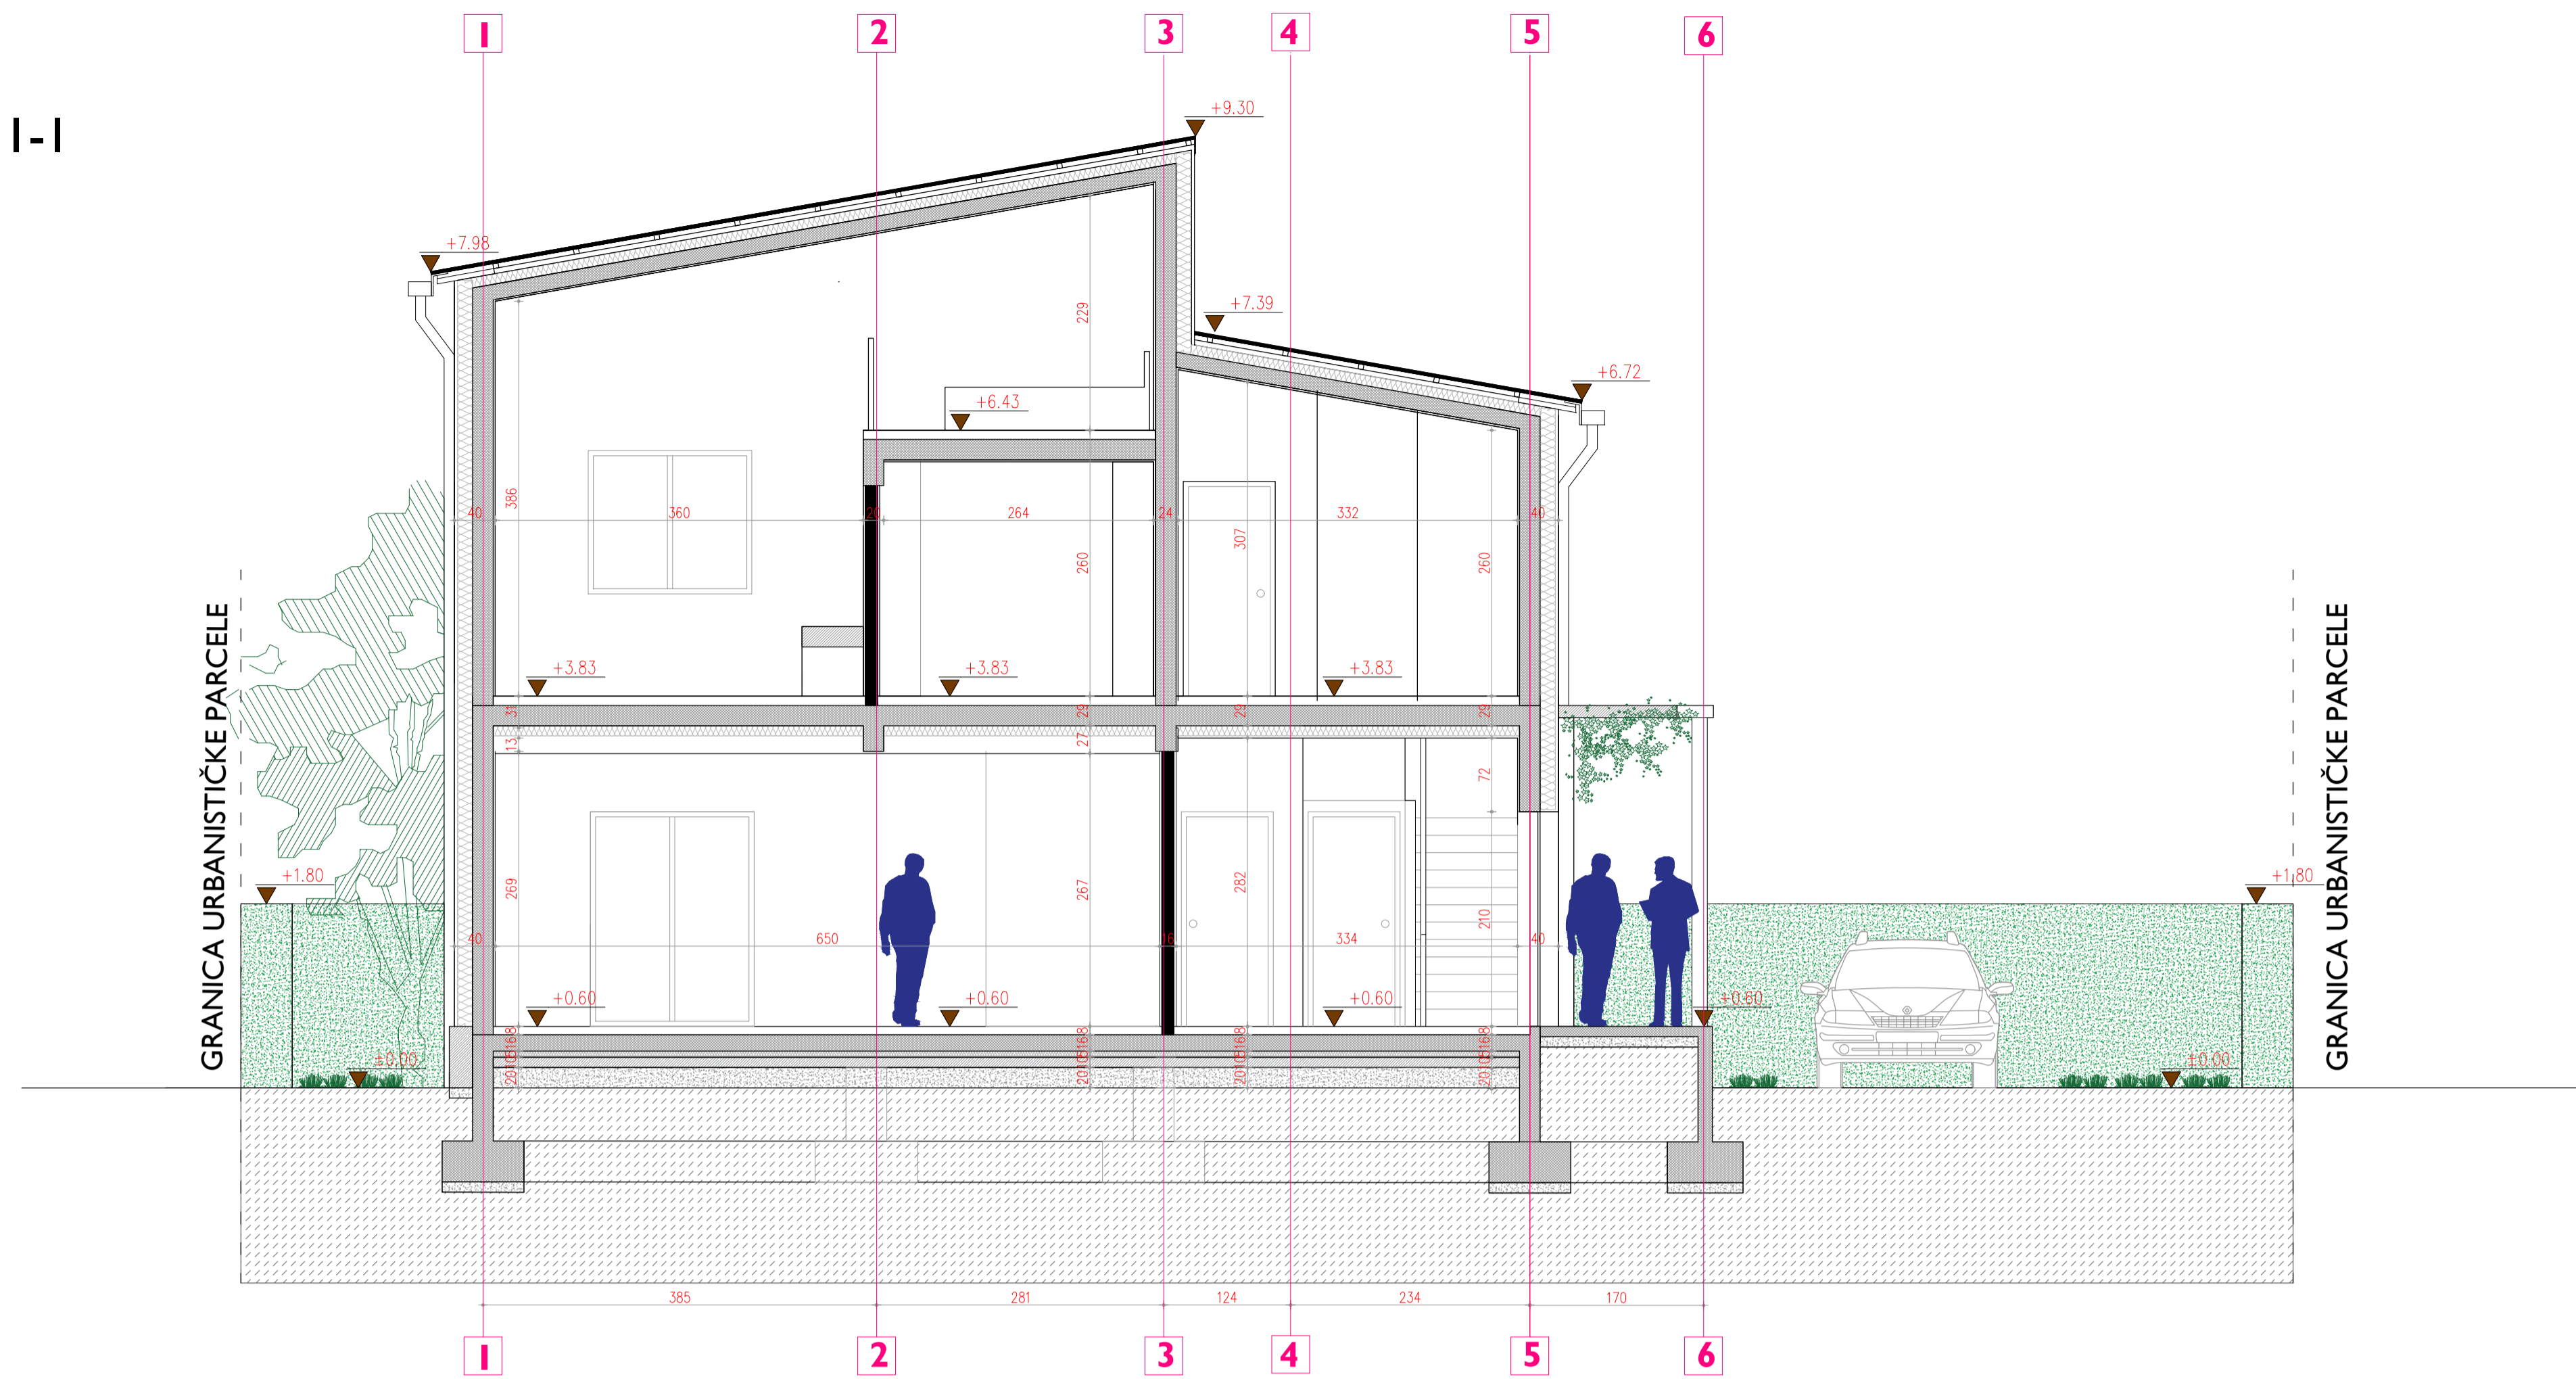 1 2 3 4 5 6
I-I
+9.30
+7.98
+7.39
+6.72
+6.43
229
386
307
260
260
40 360 20 264 24 332 40
+3.83 +3.83 +3.83
31 29 29 29
13 27
72
GRANICA URBANISTIČKE PARCELE
GRANICA URBANISTIČKE PARCELE
+1.80 +1.80
269 267 282 210
40 650 16 334 40
+0.60 +0.60 +0.60 +0.60
±0.00 ±0.00
20105168 20105168 20105168 20105168
385 281 124 234 170
1 2 3 4 5 6